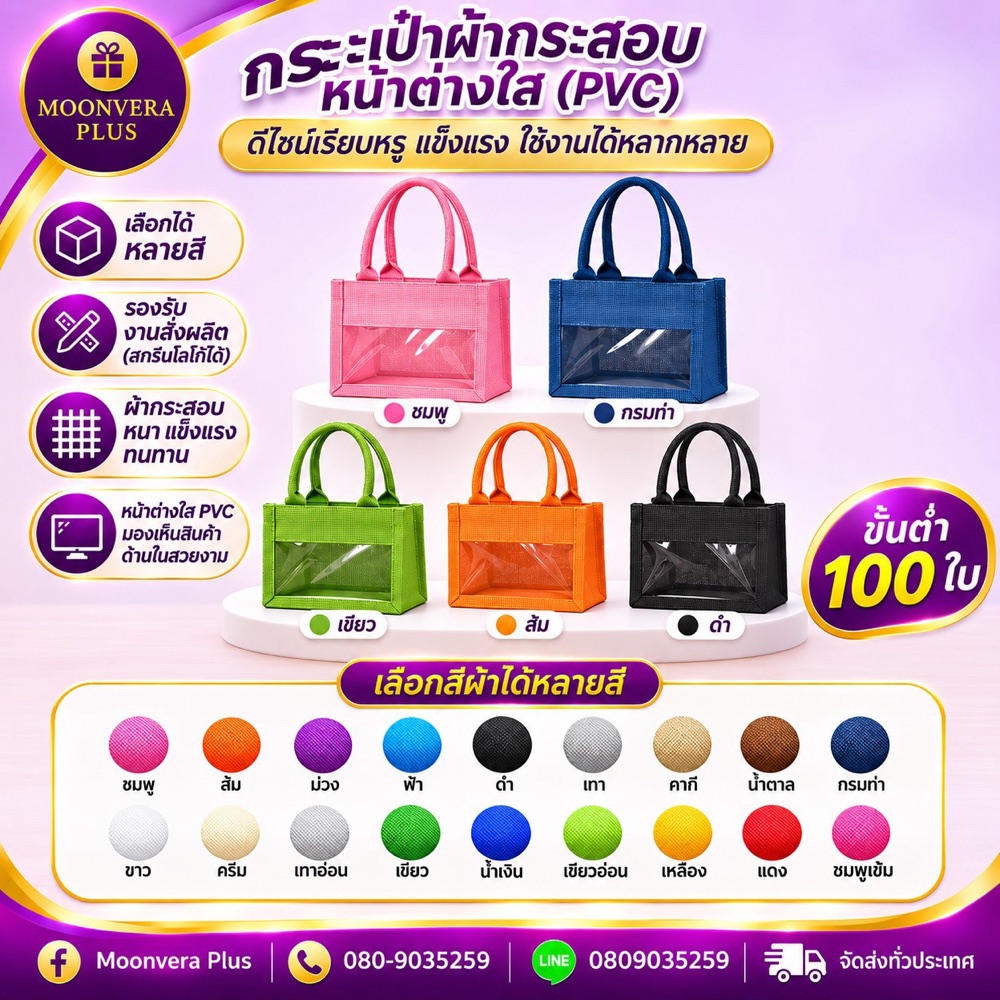 MOONVERA
PLUS
กระเป๋าผ้ากระสอบ
หน้าต่างใส (PVC)
ดีไซน์เรียบหรู แข็งแรง ใช้งานได้หลากหลาย
เลือกได้
หลายสี
รองรับ
งานสั่งผลิต
(สกรีนโลโก้ได้)
ผ้ากระสอบ
หนา แข็งแรง
ทนทาน
หน้าต่างใส PVC
มองเห็นสินค้า
ด้านในสวยงาม
ชมพู
กรมท่า
เขียว
ส้ม
ดำ
ขั้นต่ำ
100 ใบ
เลือกสีผ้าได้หลายสี
ชมพู ส้ม ม่วง ฟ้า ดำ เทา คากี น้ำตาล กรมท่า
ขาว ครีม เทาอ่อน เขียว น้ำเงิน เขียวอ่อน เหลือง แดง ชมพูเข้ม
Moonvera Plus 080-9035259 LINE 0809035259 จัดส่งทั่วประเทศ